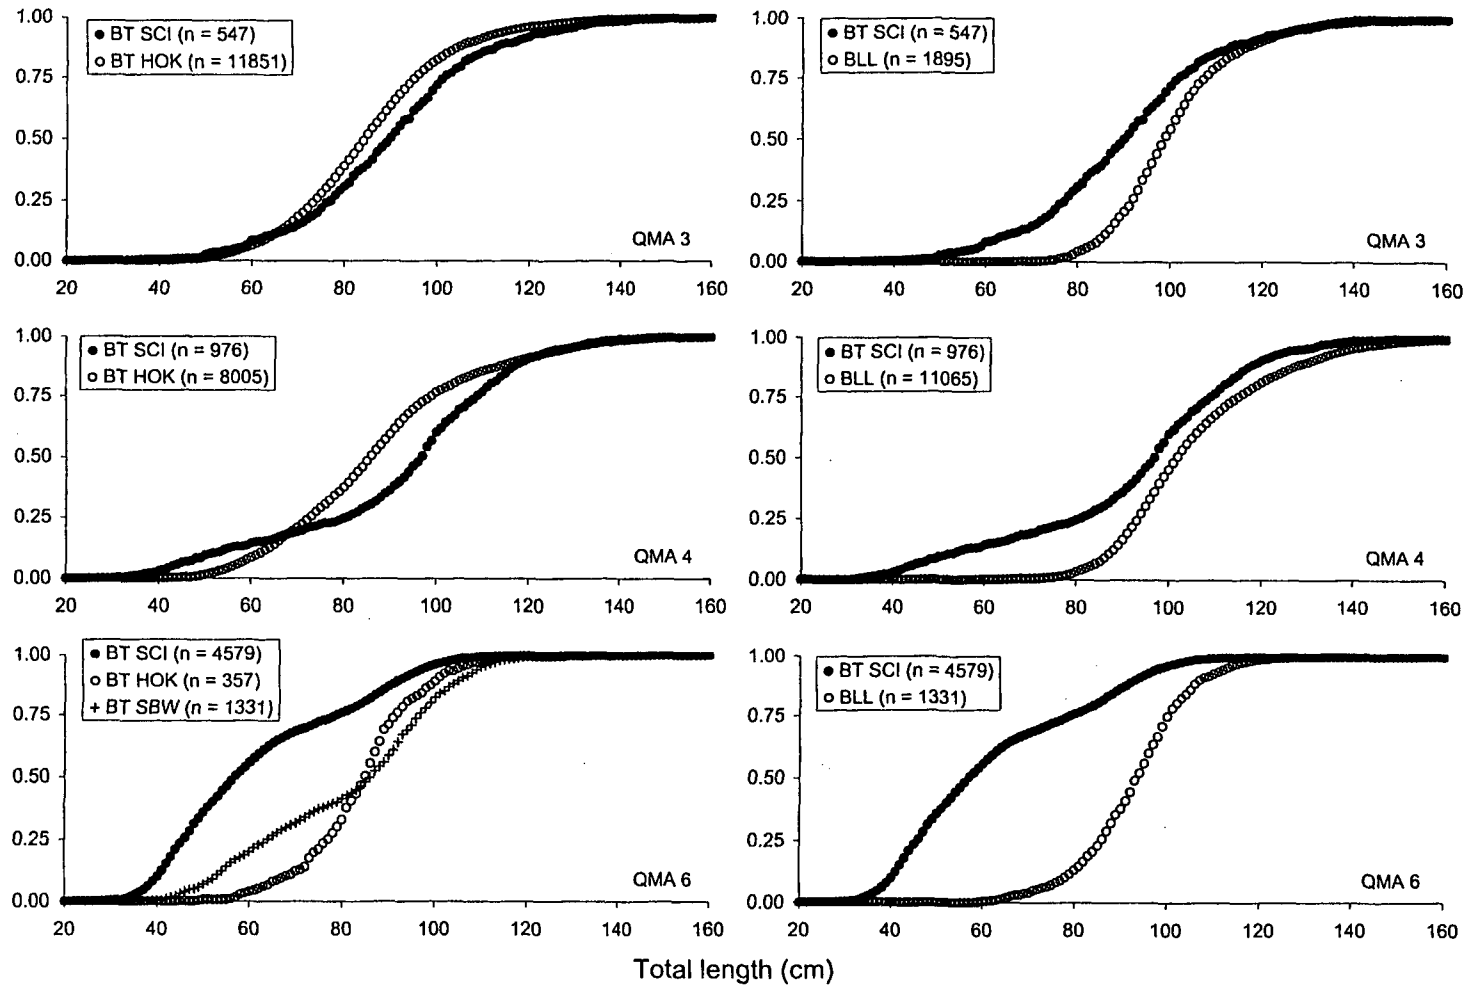 1.00
● BT SCI (n = 547)
○ BT HOK (n = 11851)
0.75
0.50
0.25
QMA 3
0.00
20 40 60 80 100 120 140 160
1.00
● BT SCI (n = 547)
○ BLL (n = 1895)
0.75
0.50
0.25
QMA 3
0.00
20 40 60 80 100 120 140 160
1.00
● BT SCI (n = 976)
○ BT HOK (n = 8005)
0.75
0.50
0.25
QMA 4
0.00
20 40 60 80 100 120 140 160
1.00
● BT SCI (n = 976)
○ BLL (n = 11065)
0.75
0.50
0.25
QMA 4
0.00
20 40 60 80 100 120 140 160
1.00
● BT SCI (n = 4579)
○ BT HOK (n = 357)
+ BT SBW (n = 1331)
0.75
0.50
0.25
QMA 6
0.00
20 40 60 80 100 120 140 160
1.00
● BT SCI (n = 4579)
○ BLL (n = 1331)
0.75
0.50
0.25
QMA 6
0.00
20 40 60 80 100 120 140 160
Total length (cm)